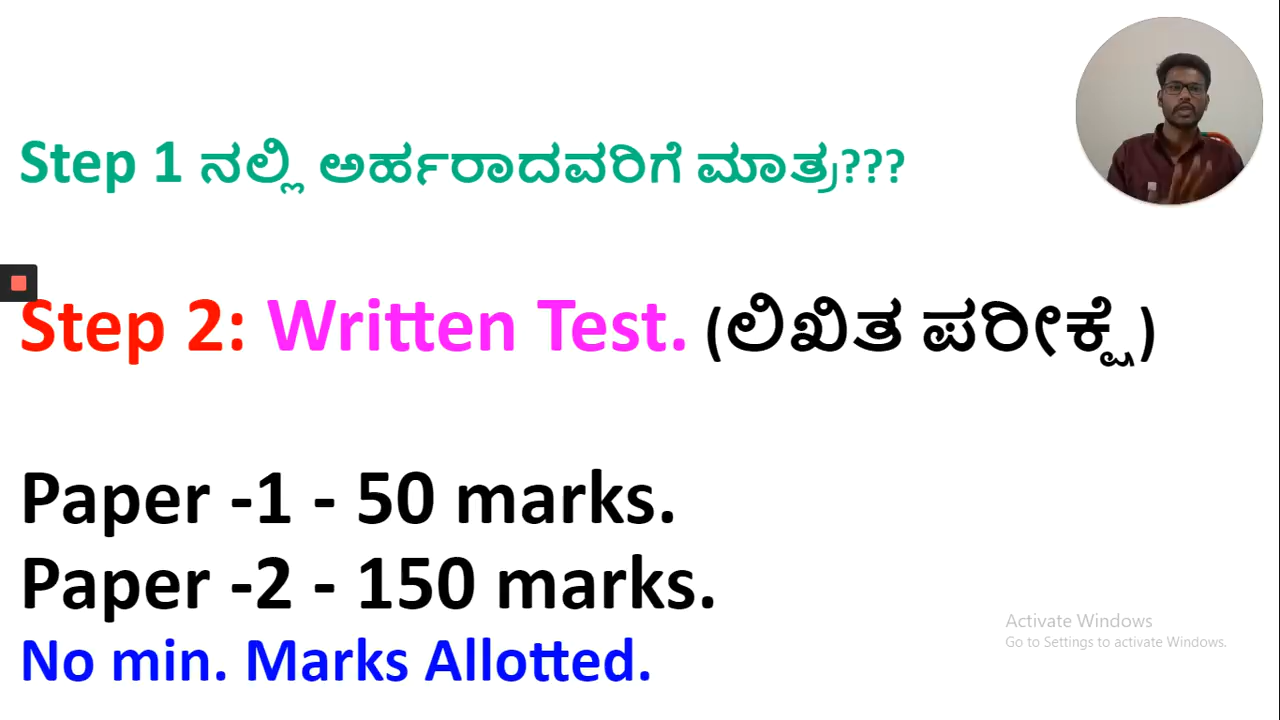 Step 1 ನಲ್ಲಿ ಅರ್ಹರಾದವರಿಗೆ ಮಾತ್ರ???
Step 2: Written Test. (ಲಿಖಿತ ಪರೀಕ್ಷೆ)
Paper -1 - 50 marks.
Paper -2 - 150 marks.
No min. Marks Allotted.
Activate Windows
Go to Settings to activate Windows.